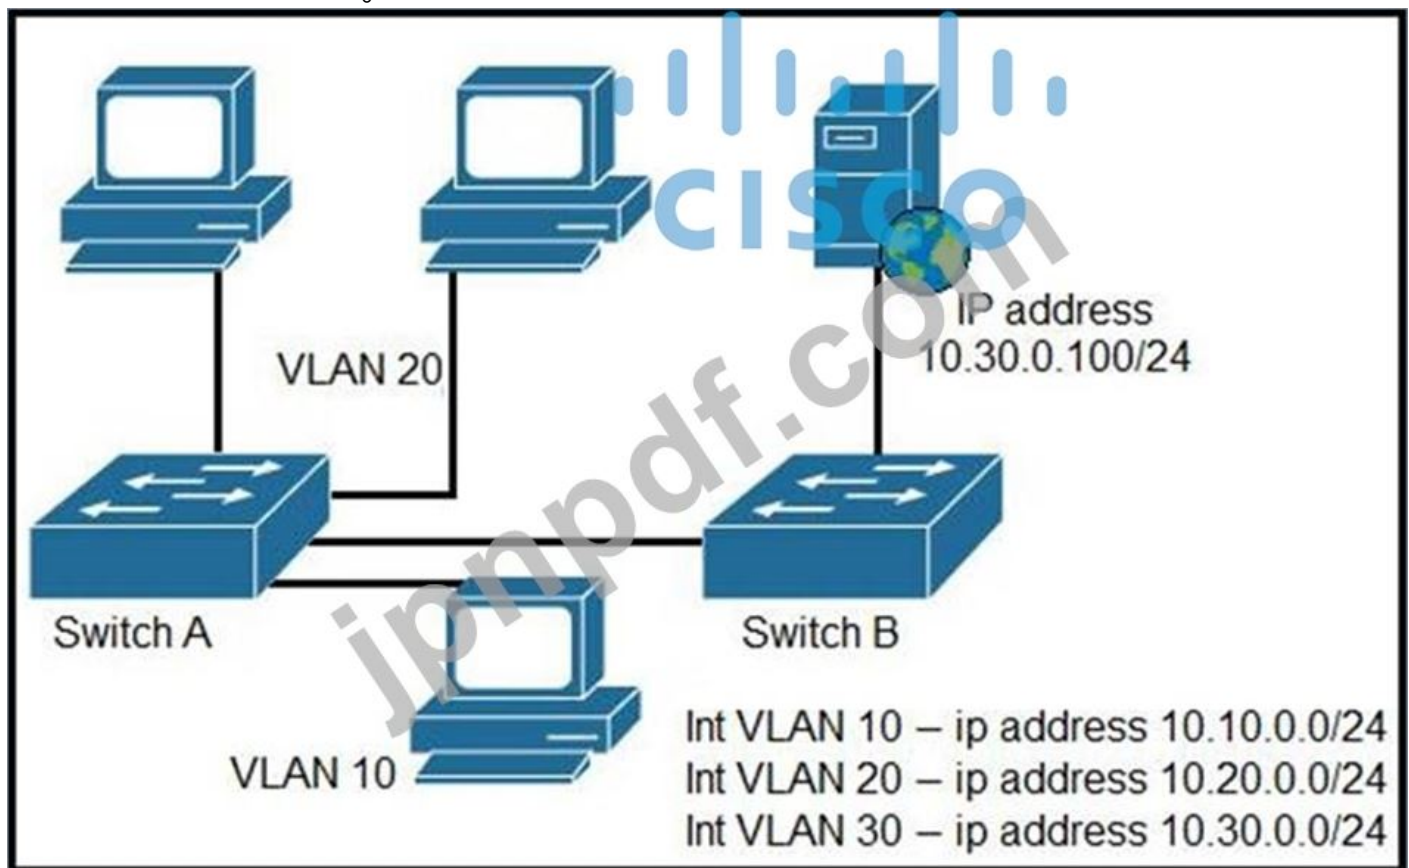 CISCO
IP address
10.30.0.100/24
VLAN 20
Switch A
Switch B
jpnpdf.com
VLAN 10
Int VLAN 10 – ip address 10.10.0.0/24
Int VLAN 20 – ip address 10.20.0.0/24
Int VLAN 30 – ip address 10.30.0.0/24